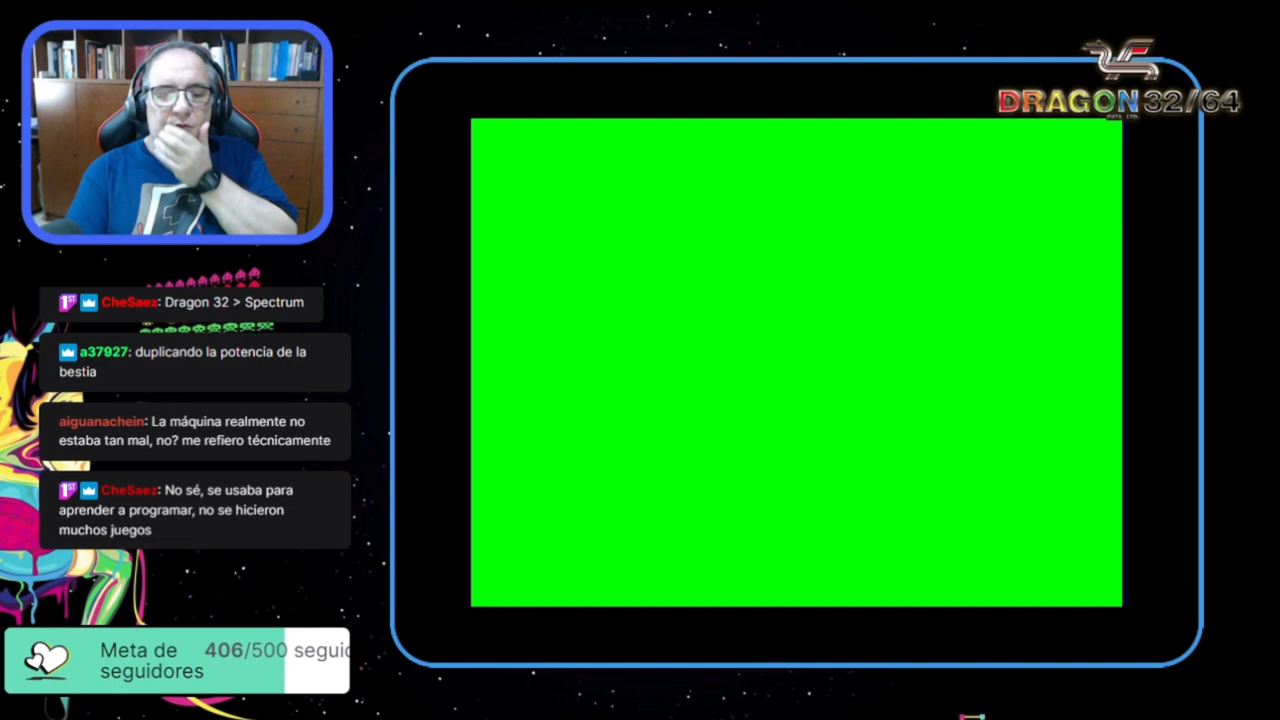 DRAGON 32/64
1ST CheSaez: Dragon 32 > Spectrum
a37927: duplicando la potencia de la
bestia
aiguanachein: La máquina realmente no
estaba tan mal, no? me refiero técnicamente
1ST CheSaez: No sé, se usaba para
aprender a programar, no se hicieron
muchos juegos
Meta de
seguidores
406/500 seguid